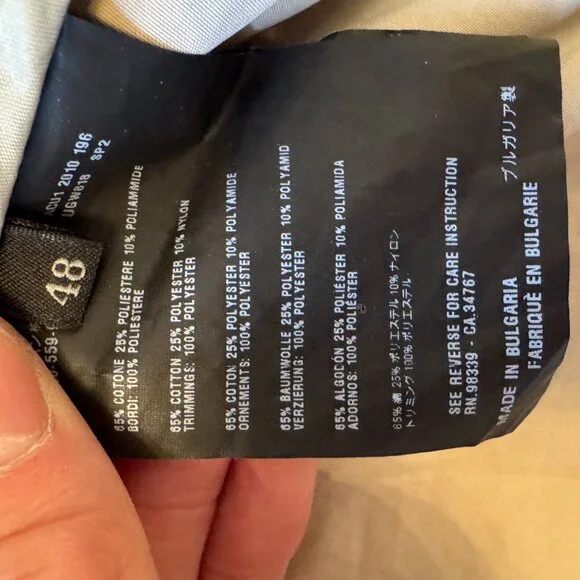 2010 196
SP2
48
65% COTONE 25% POLIESTERE 10% POLIAMMIDE
BORDI: 100% POLIESTERE
65% COTTON 25% POLYESTER 10% NYLON
TRIMMINGS: 100% POLYESTER
65% COTON 25% POLYESTER 10% POLYAMIDE
ORNEMENTS: 100% POLYESTER
65% BAUMWOLLE 25% POLYESTER 10% POLYAMID
VERZIERUNG: 100% POLYESTER
65% ALGODÓN 25% POLIÉSTER 10% POLIAMIDA
ADORNOS: 100% POLIÉSTER
65% 綿 25% ポリエステル 10% ナイロン
トリミング 100% ポリエステル
SEE REVERSE FOR CARE INSTRUCTION
RN.98339 - CA.34767
MADE IN BULGARIA ブルガリア製
FABRIQUÈ EN BULGARIE